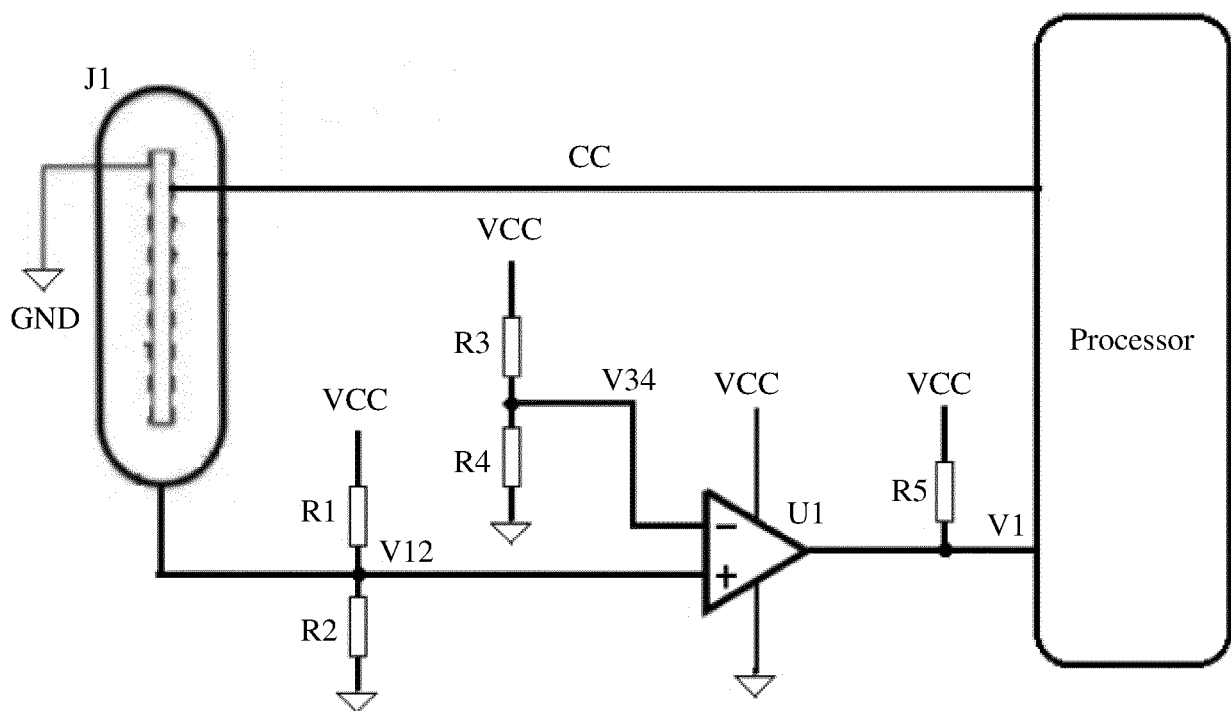 J1
CC
VCC
GND
R3
Processor
V34
VCC
VCC
VCC
R4
R5
R1
U1
V1
V12
R2